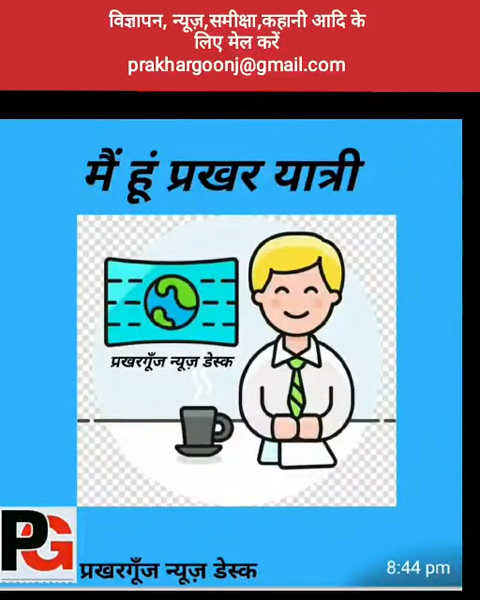 विज्ञापन, न्यूज़,समीक्षा,कहानी आदि के
लिए मेल करें
prakhargoonj@gmail.com
मैं हूं प्रखर यात्री
प्रखरगूँज न्यूज़ डेस्क
PG
प्रखरगूँज न्यूज़ डेस्क
8:44 pm